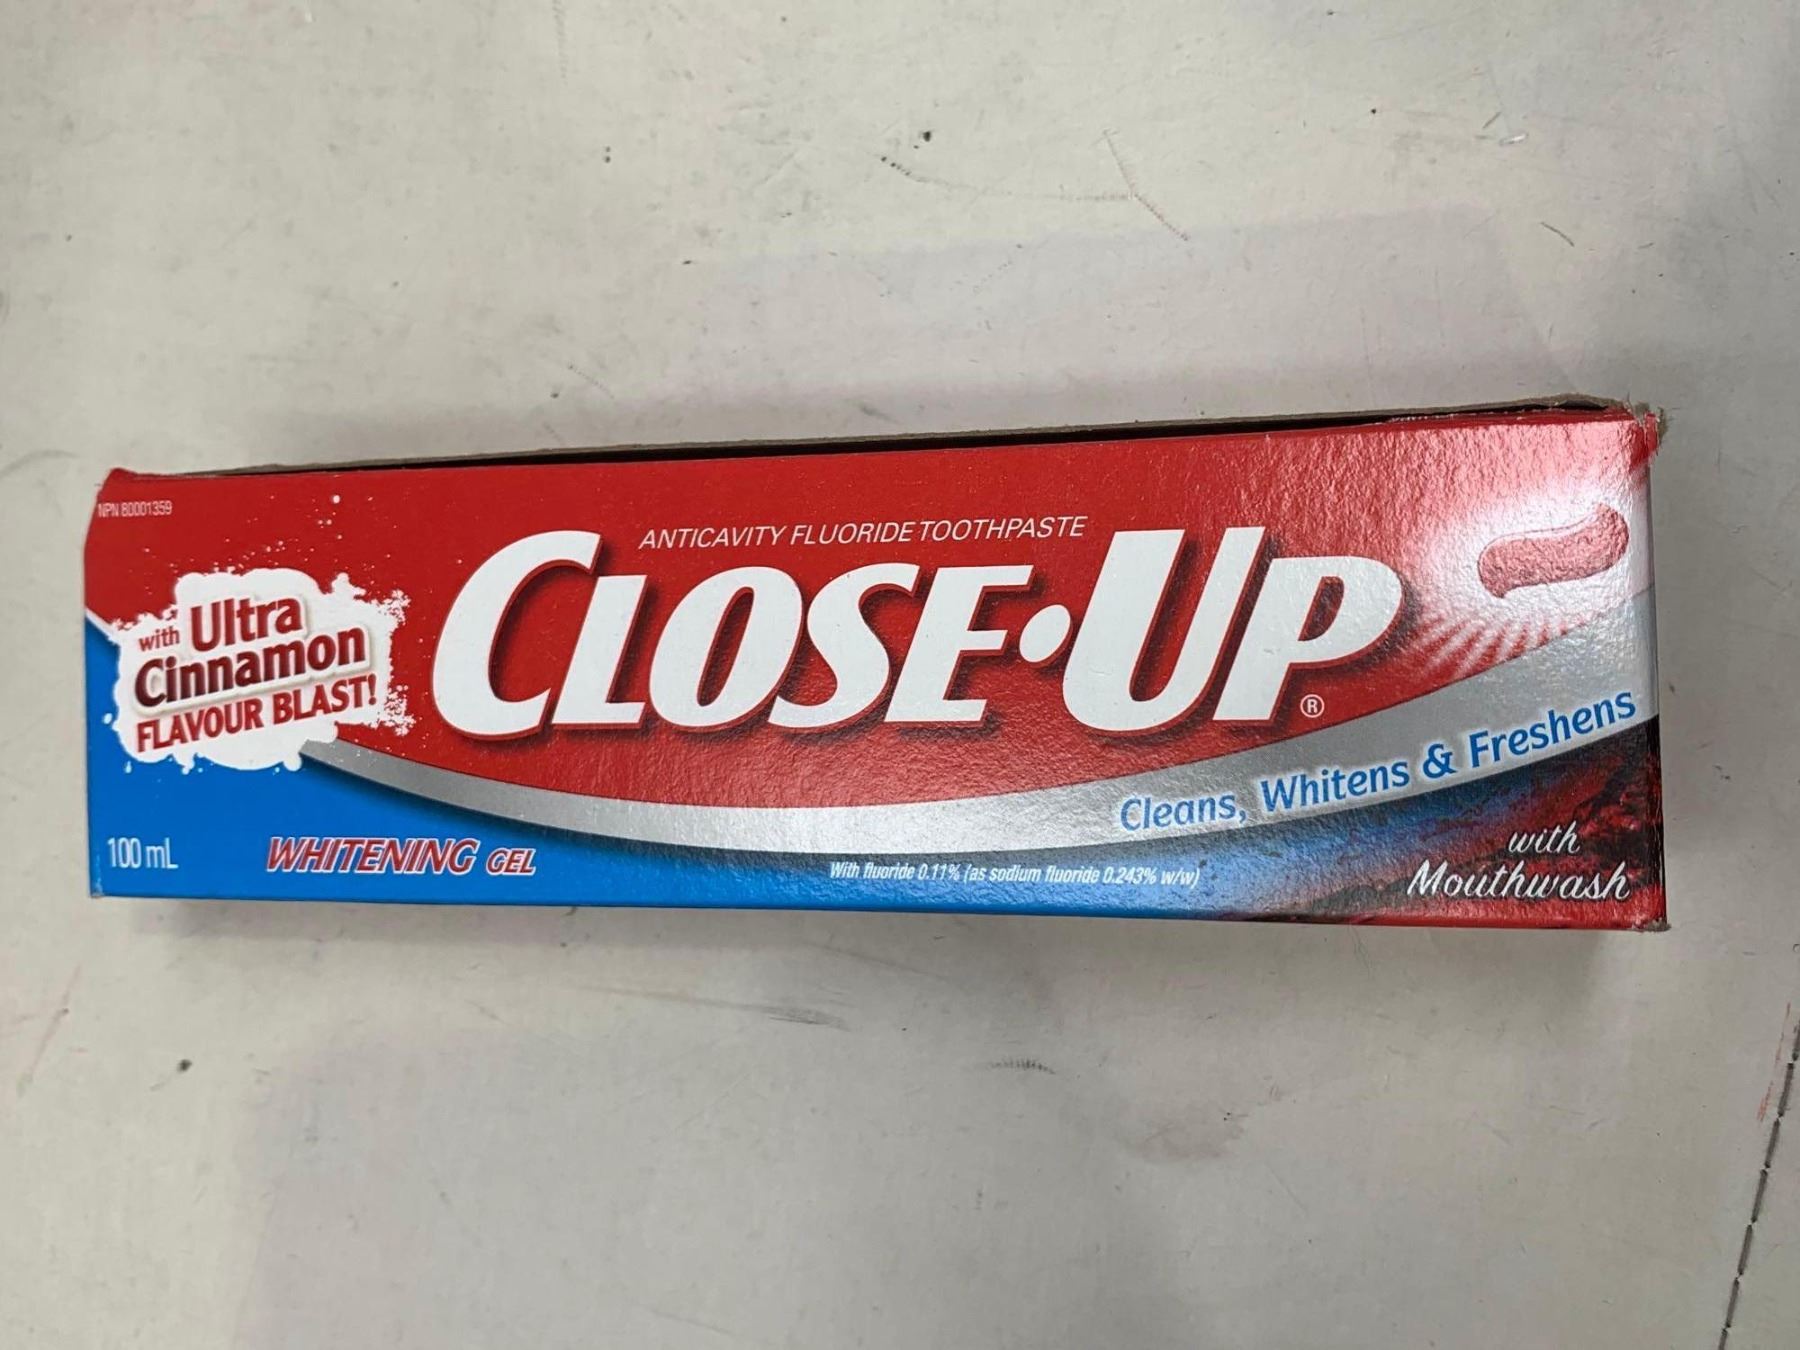 NPN 80001359
ANTICAVITY FLUORIDE TOOTHPASTE
CLOSE·UP®
with Ultra
Cinnamon
FLAVOUR BLAST!
Cleans, Whitens & Freshens
100 mL
WHITENING GEL
With fluoride 0.11% (as sodium fluoride 0.243% w/w)
with
Mouthwash